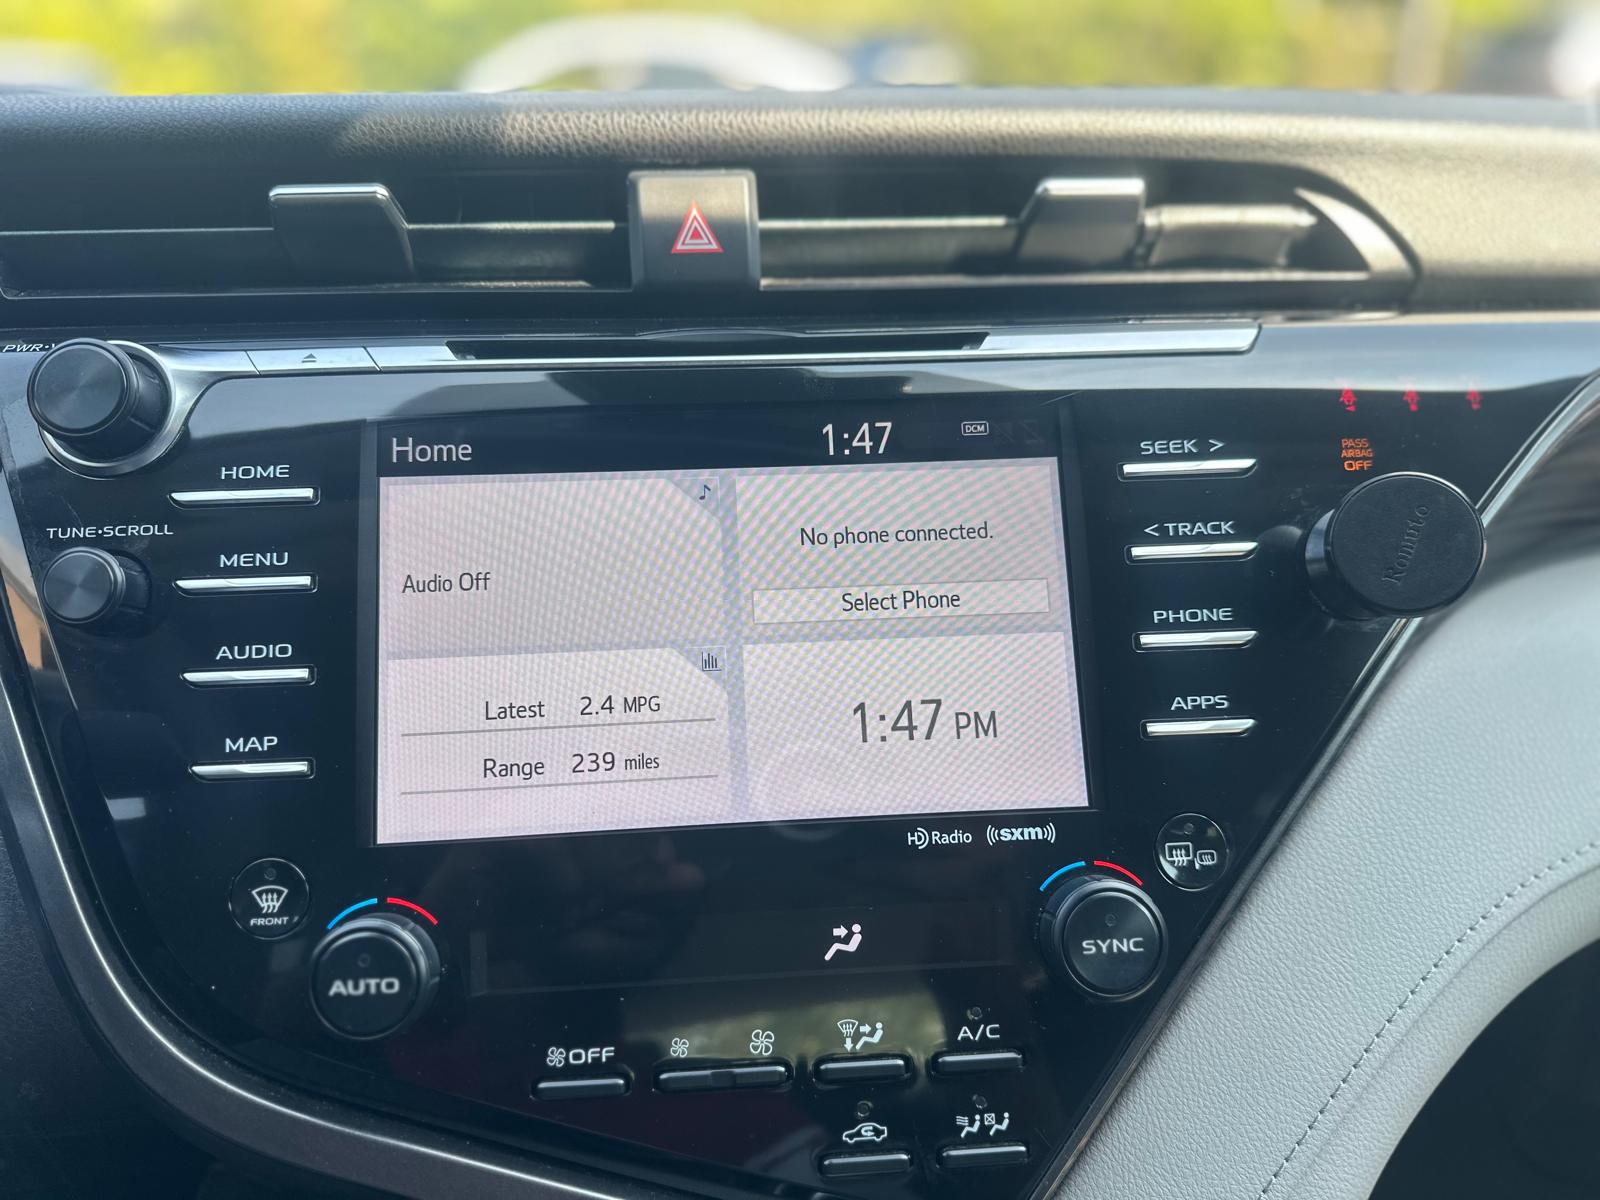 PWR•V
Home
1:47
DCM
HOME
TUNE•SCROLL
MENU
AUDIO
MAP
SEEK >
< TRACK
PHONE
APPS
PASS
AIRBAG
OFF
Romuto
Audio Off
No phone connected.
Select Phone
Latest 2.4 MPG
Range 239 miles
1:47 PM
HD Radio
((sxm))
FRONT
AUTO
SYNC
OFF
A/C